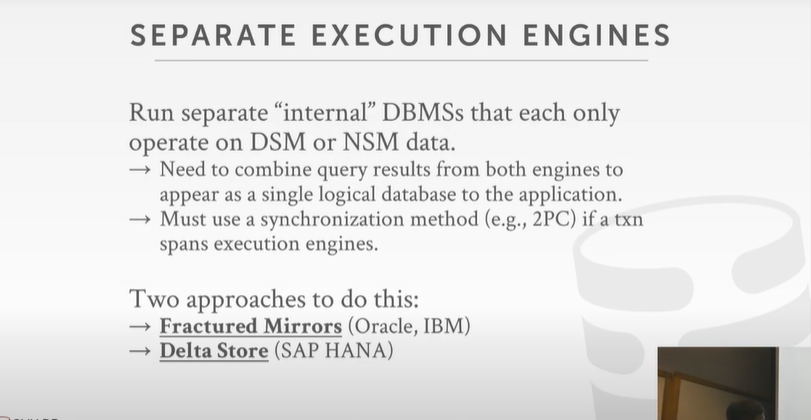 SEPARATE EXECUTION ENGINES
Run separate “internal” DBMSs that each only
operate on DSM or NSM data.
→ Need to combine query results from both engines to
appear as a single logical database to the application.
→ Must use a synchronization method (e.g., 2PC) if a txn
spans execution engines.
Two approaches to do this:
→ Fractured Mirrors (Oracle, IBM)
→ Delta Store (SAP HANA)